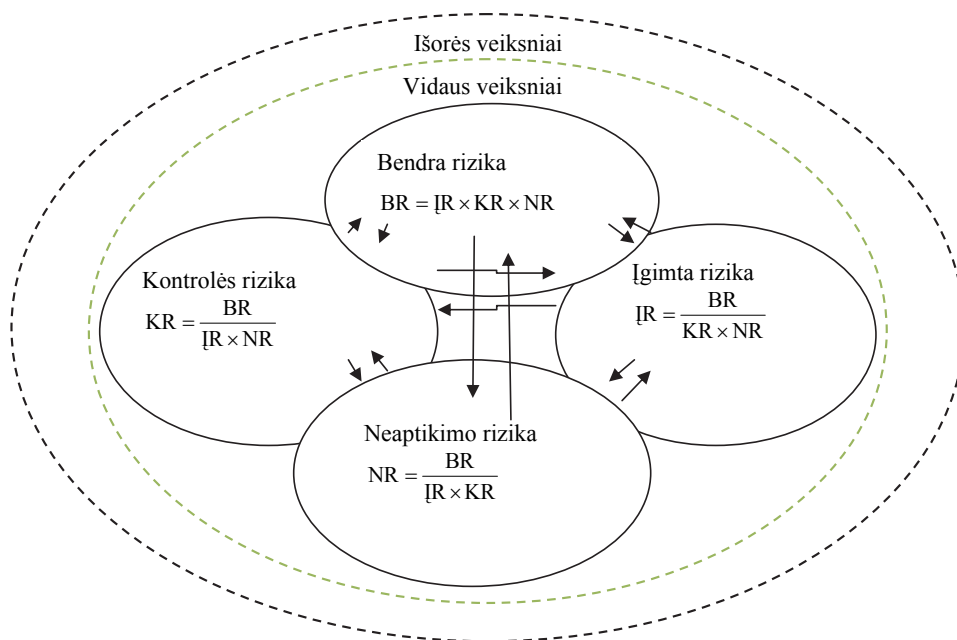 Išorės veiksniai
Vidaus veiksniai
Bendra rizika
BR = ĮR × KR × NR
Kontrolės rizika
KR = BR / ĮR × NR
Įgimta rizika
ĮR = BR / KR × NR
Neaptikimo rizika
NR = BR / ĮR × KR